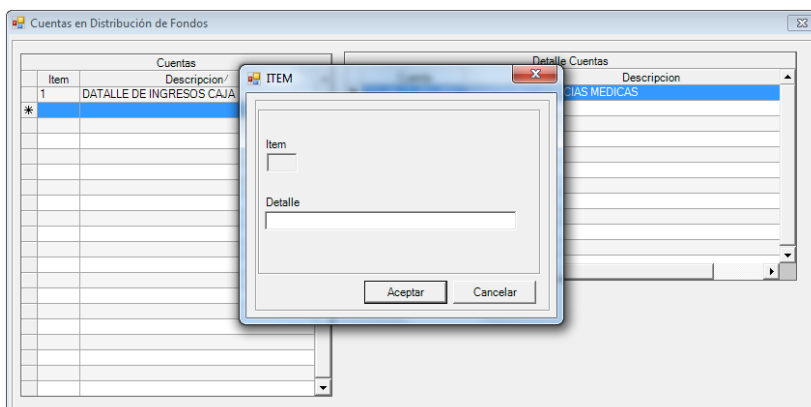 Cuentas en Distribución de Fondos
Cuentas
Item Descripcion
1 DATALLE DE INGRESOS CAJA
Detalle Cuentas
Descripcion
CIAS MEDICAS
ITEM
Item
Detalle
Aceptar Cancelar